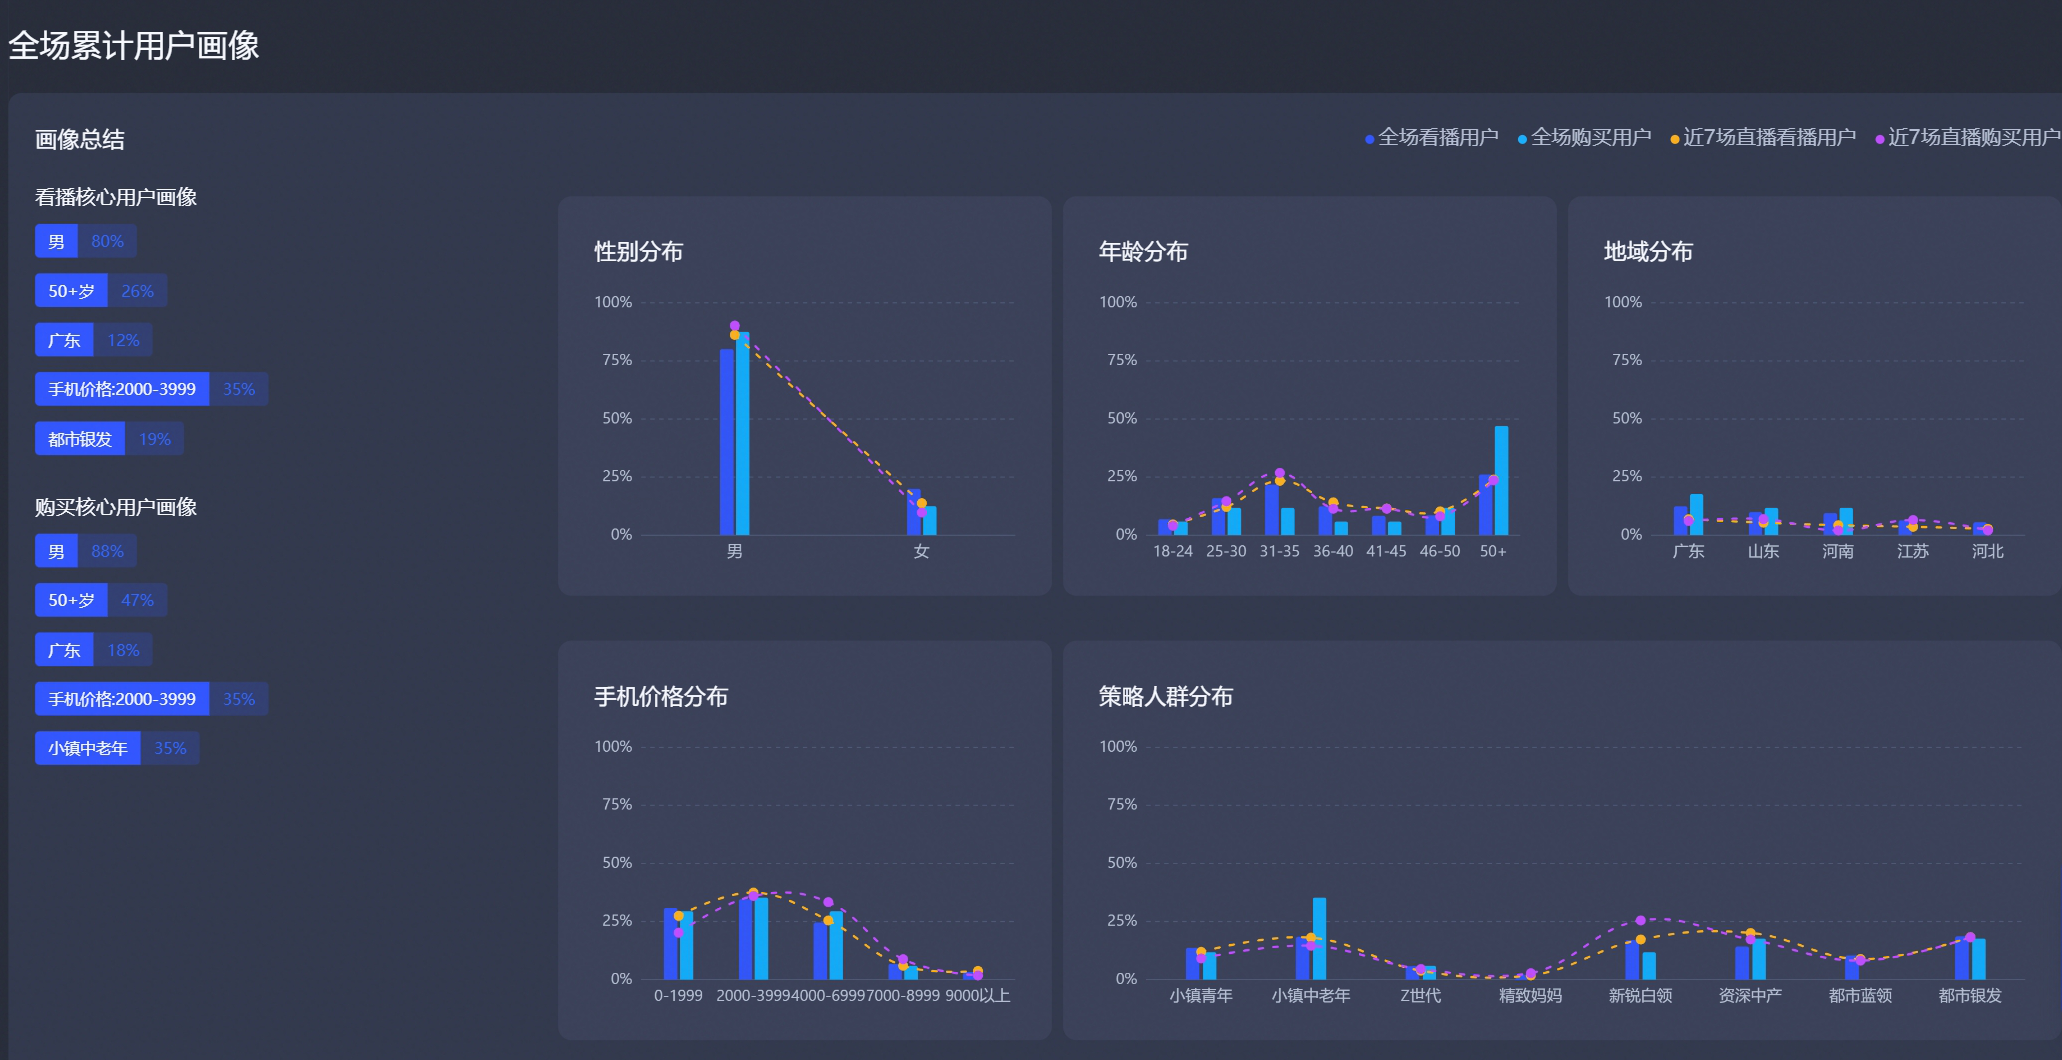 全场累计用户画像
画像总结
全场看播用户 全场购买用户 近7场直播看播用户 近7场直播购买用户
看播核心用户画像
男 80%
50+岁 26%
广东 12%
手机价格:2000-3999 35%
都市银发 19%
购买核心用户画像
男 88%
50+岁 47%
广东 18%
手机价格:2000-3999 35%
小镇中老年 35%
性别分布
100%
75%
50%
25%
0%
男 女
年龄分布
100%
75%
50%
25%
0%
18-24 25-30 31-35 36-40 41-45 46-50 50+
地域分布
100%
75%
50%
25%
0%
广东 山东 河南 江苏 河北
手机价格分布
100%
75%
50%
25%
0%
0-1999 2000-3999 4000-6999 7000-8999 9000以上
策略人群分布
100%
75%
50%
25%
0%
小镇青年 小镇中老年 Z世代 精致妈妈 新锐白领 资深中产 都市蓝领 都市银发